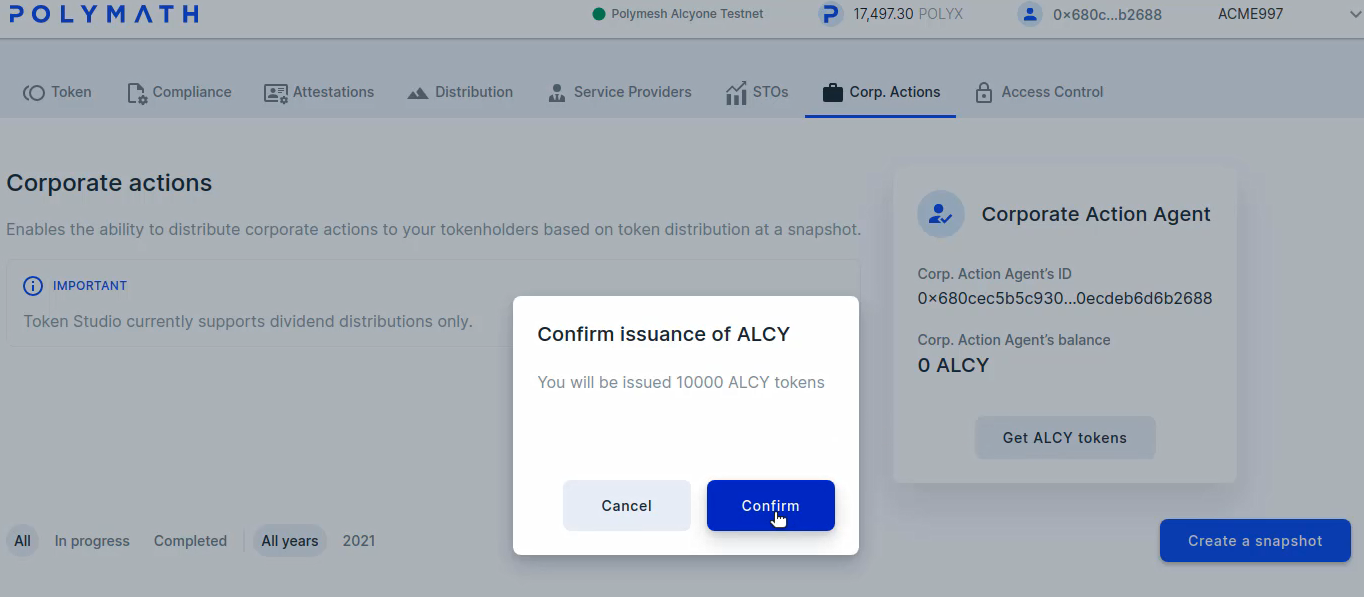 POLYMATH
Polymesh Alcyone Testnet
17,497.30 POLYX
0x680c...b2688
ACME997
Token
Compliance
Attestations
Distribution
Service Providers
STOs
Corp. Actions
Access Control
Corporate actions
Enables the ability to distribute corporate actions to your tokenholders based on token distribution at a snapshot.
IMPORTANT
Token Studio currently supports dividend distributions only.
Corporate Action Agent
Corp. Action Agent's ID
0x680cec5b5c930...0ecdeb6d6b2688
Corp. Action Agent's balance
0 ALCY
Get ALCY tokens
Confirm issuance of ALCY
You will be issued 10000 ALCY tokens
Cancel
Confirm
All
In progress
Completed
All years
2021
Create a snapshot